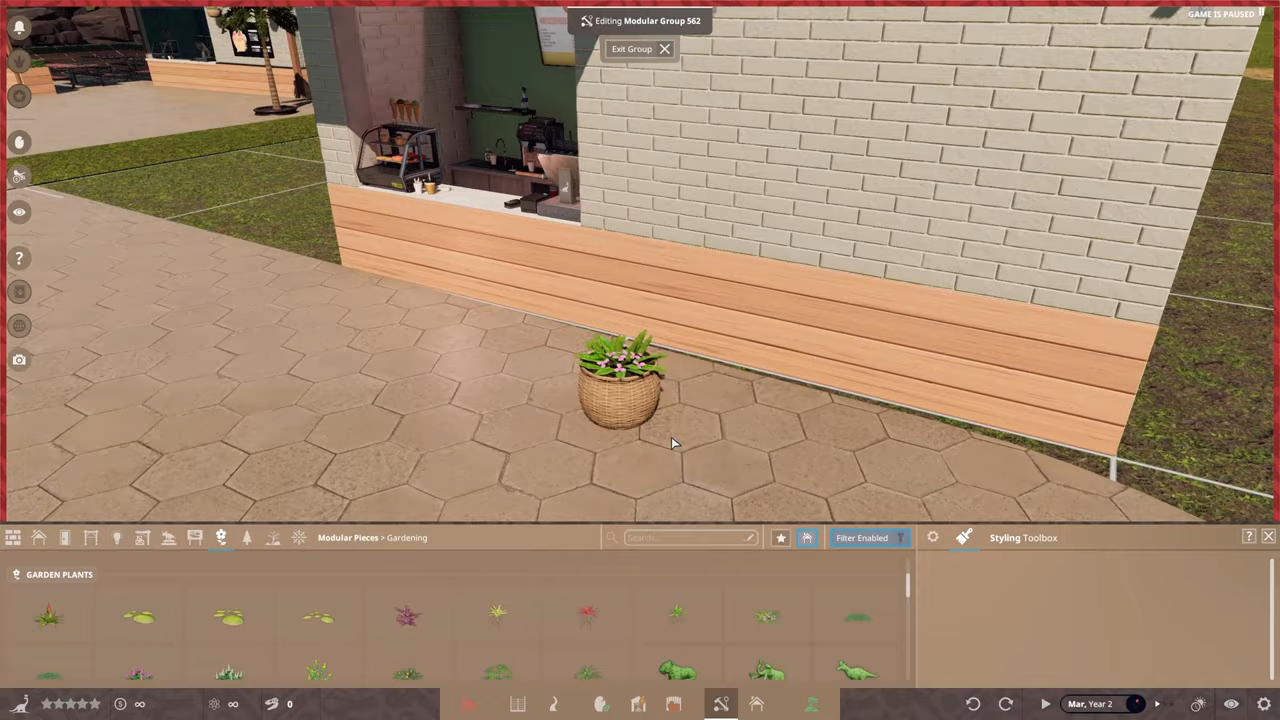 Editing Modular Group 562
GAME IS PAUSED
Exit Group
?
Modular Pieces > Gardening
Search...
Filter Enabled
Styling Toolbox
?
GARDEN PLANTS
∞
∞
0
Mar, Year 2